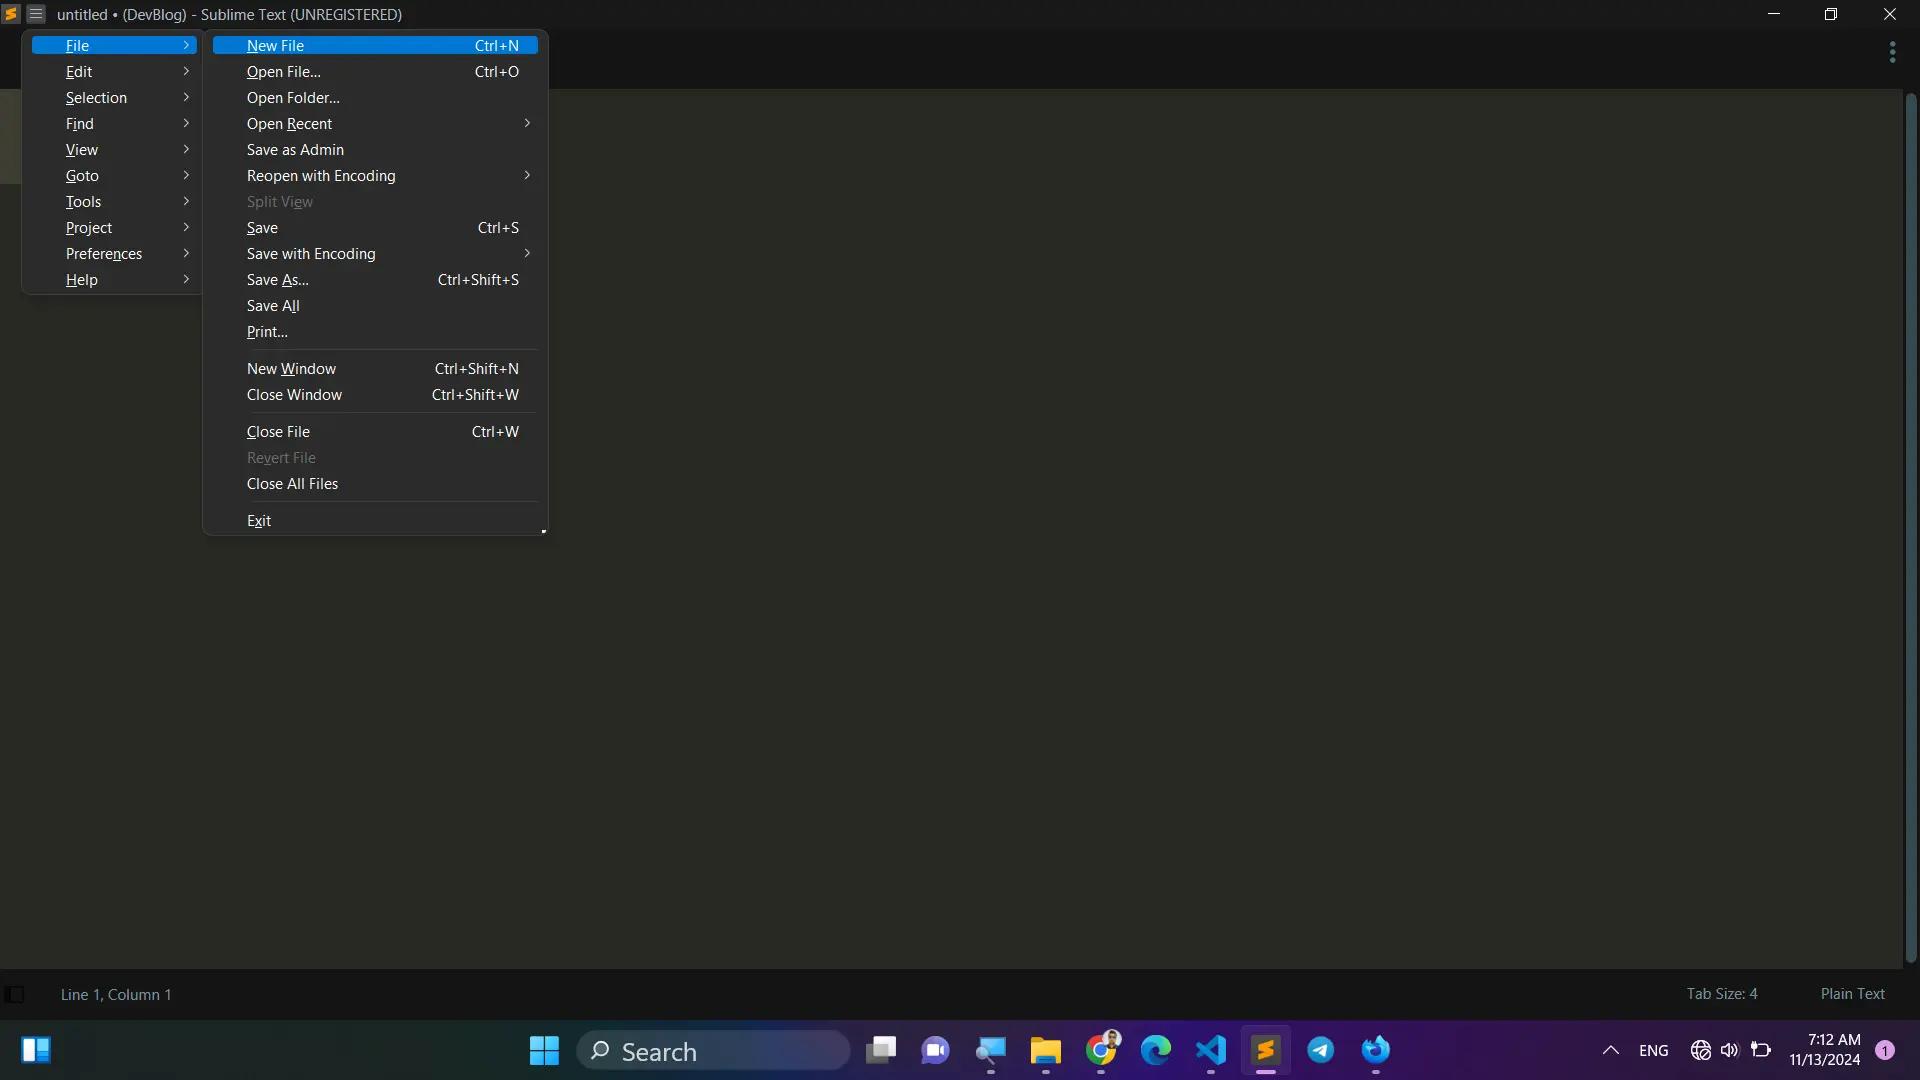 untitled • (DevBlog) - Sublime Text (UNREGISTERED)
File
Edit
Selection
Find
View
Goto
Tools
Project
Preferences
Help
New File Ctrl+N
Open File... Ctrl+O
Open Folder...
Open Recent
Save as Admin
Reopen with Encoding
Split View
Save Ctrl+S
Save with Encoding
Save As... Ctrl+Shift+S
Save All
Print...
New Window Ctrl+Shift+N
Close Window Ctrl+Shift+W
Close File Ctrl+W
Revert File
Close All Files
Exit
Line 1, Column 1
Tab Size: 4
Plain Text
Search
ENG
7:12 AM
11/13/2024
1